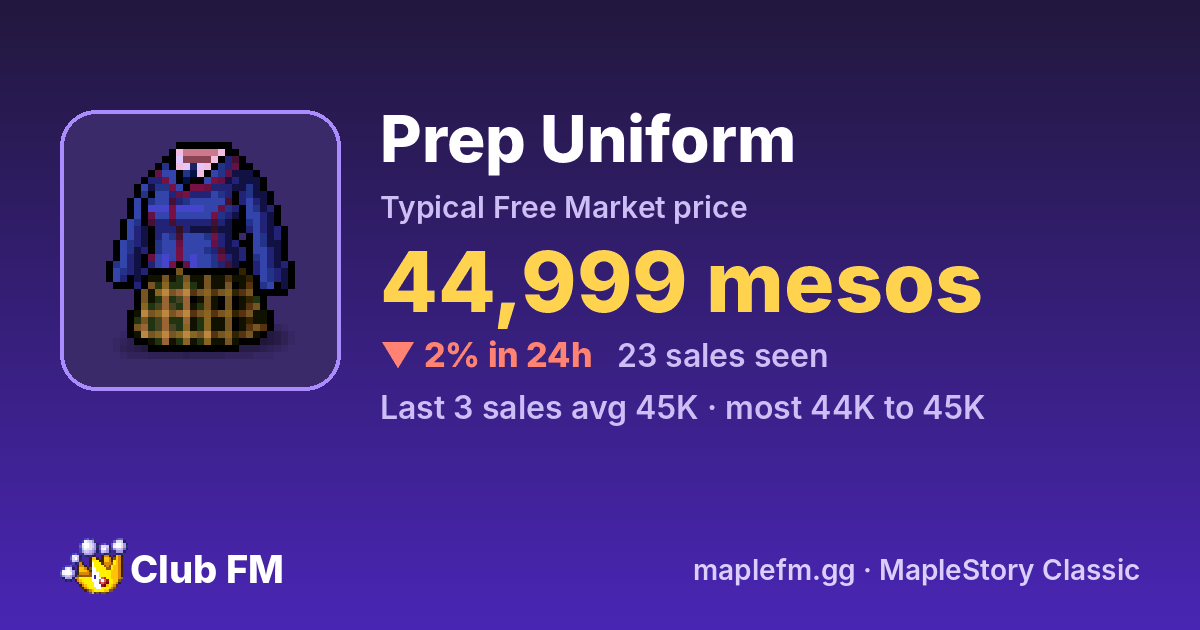 Prep Uniform
Typical Free Market price
44,999 mesos
▼ 2% in 24h 23 sales seen
Last 3 sales avg 45K · most 44K to 45K
Club FM
maplefm.gg · MapleStory Classic